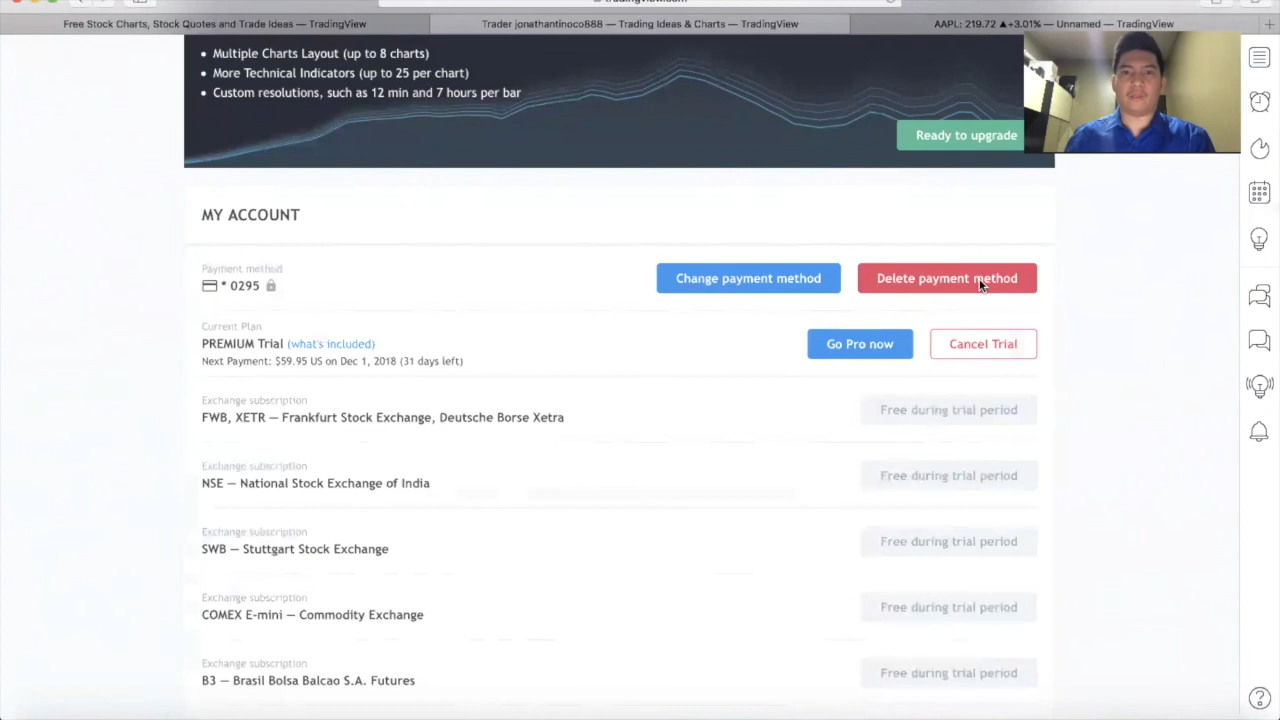 tradingview.com
Free Stock Charts, Stock Quotes and Trade Ideas — TradingView
Trader jonathantinoco888 — Trading Ideas & Charts — TradingView
AAPL: 219.72 ▲+3.01% — Unnamed — TradingView
• Multiple Charts Layout (up to 8 charts)
• More Technical Indicators (up to 25 per chart)
• Custom resolutions, such as 12 min and 7 hours per bar
Ready to upgrade
MY ACCOUNT
Payment method
* 0295
Change payment method
Delete payment method
Current Plan
PREMIUM Trial (what's included)
Next Payment: $59.95 US on Dec 1, 2018 (31 days left)
Go Pro now
Cancel Trial
Exchange subscription
FWB, XETR — Frankfurt Stock Exchange, Deutsche Borse Xetra
Free during trial period
Exchange subscription
NSE — National Stock Exchange of India
Free during trial period
Exchange subscription
SWB — Stuttgart Stock Exchange
Free during trial period
Exchange subscription
COMEX E-mini — Commodity Exchange
Free during trial period
Exchange subscription
B3 — Brasil Bolsa Balcao S.A. Futures
Free during trial period